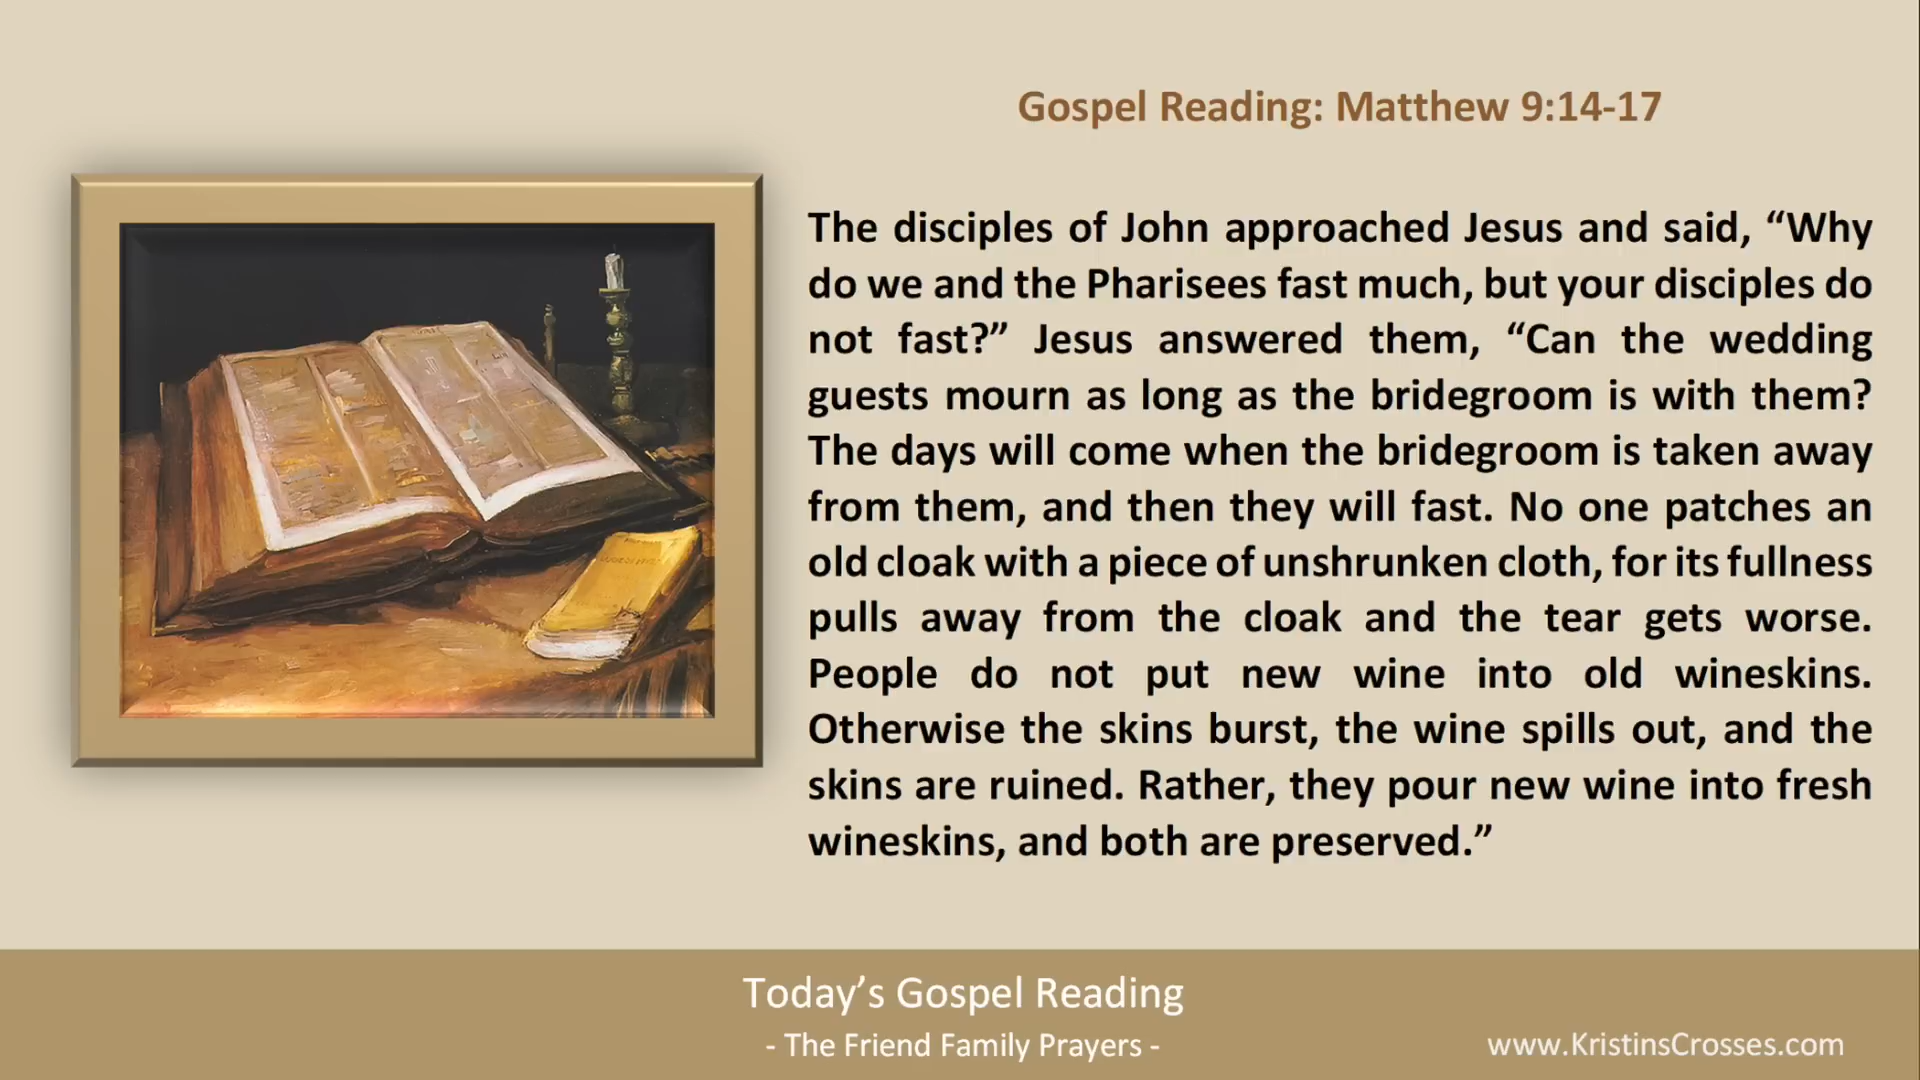 Gospel Reading: Matthew 9:14-17
The disciples of John approached Jesus and said, “Why
do we and the Pharisees fast much, but your disciples do
not fast?” Jesus answered them, “Can the wedding
guests mourn as long as the bridegroom is with them?
The days will come when the bridegroom is taken away
from them, and then they will fast. No one patches an
old cloak with a piece of unshrunken cloth, for its fullness
pulls away from the cloak and the tear gets worse.
People do not put new wine into old wineskins.
Otherwise the skins burst, the wine spills out, and the
skins are ruined. Rather, they pour new wine into fresh
wineskins, and both are preserved.”
Today’s Gospel Reading
- The Friend Family Prayers -
www.KristinsCrosses.com